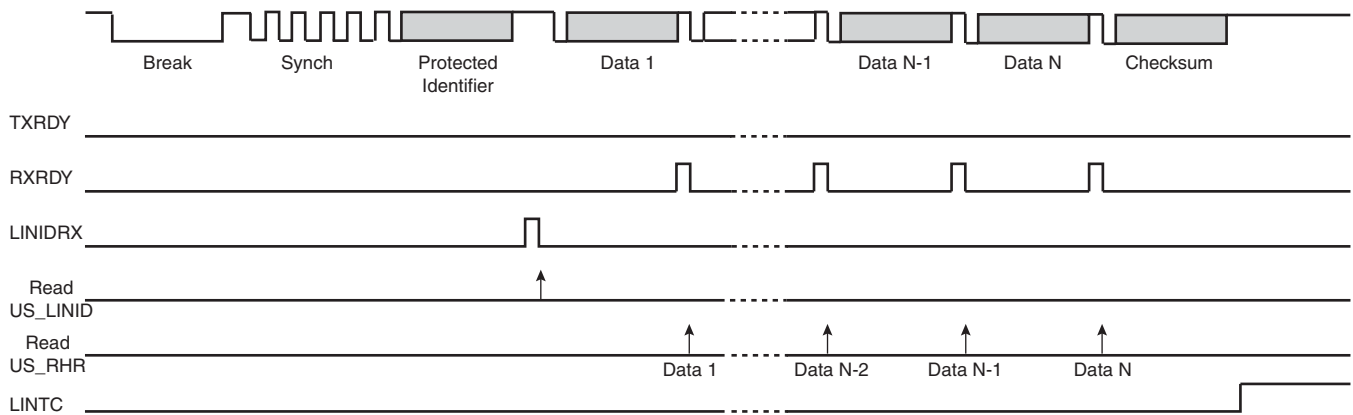 Break Synch Protected Data 1 Data N-1 Data N Checksum
Identifier
TXRDY
RXRDY
LINIDRX
Read
US_LINID
Read
US_RHR
Data 1 Data N-2 Data N-1 Data N
LINTC